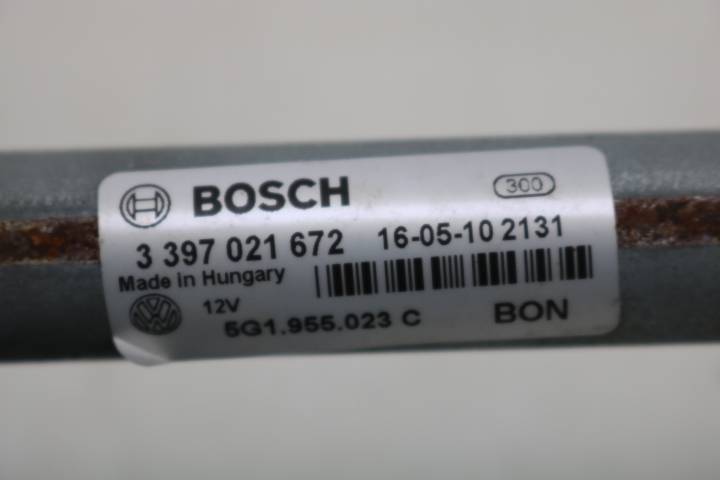 BOSCH 300
3 397 021 672 16-05-10 2131
Made in Hungary
12V
5G1.955.023 C BON